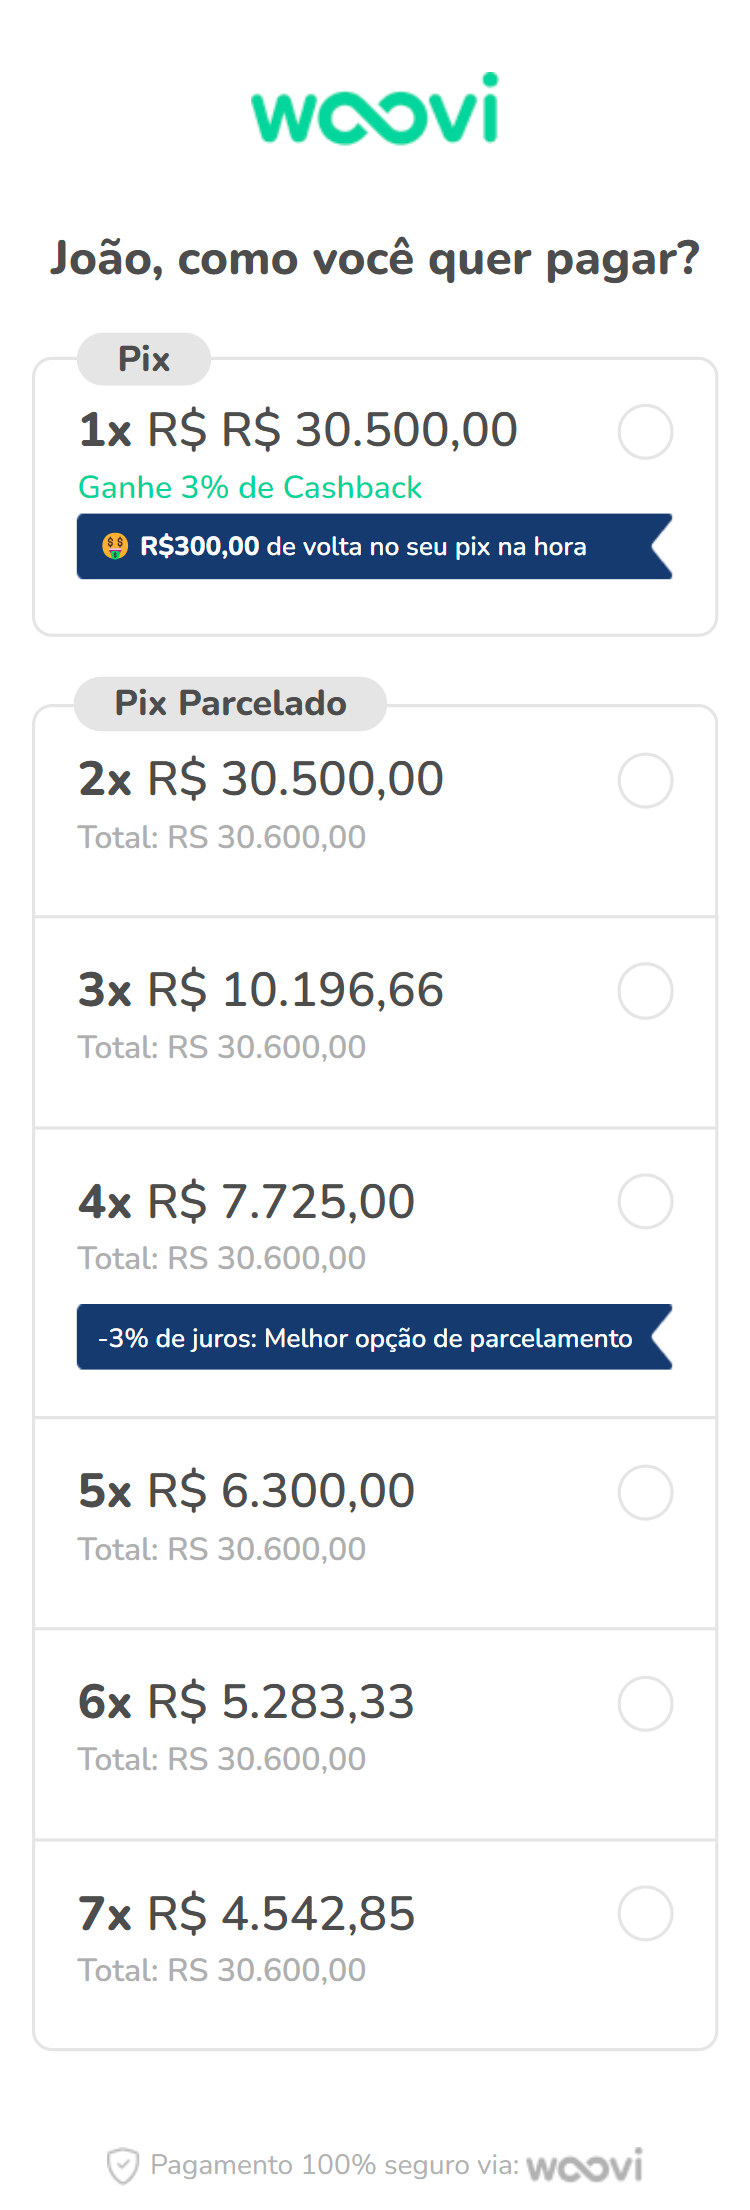 woovi
João, como você quer pagar?
Pix
1x R$ R$ 30.500,00
Ganhe 3% de Cashback
🤑 R$300,00 de volta no seu pix na hora
Pix Parcelado
2x R$ 30.500,00
Total: RS 30.600,00
3x R$ 10.196,66
Total: RS 30.600,00
4x R$ 7.725,00
Total: RS 30.600,00
-3% de juros: Melhor opção de parcelamento
5x R$ 6.300,00
Total: RS 30.600,00
6x R$ 5.283,33
Total: RS 30.600,00
7x R$ 4.542,85
Total: RS 30.600,00
Pagamento 100% seguro via: woovi